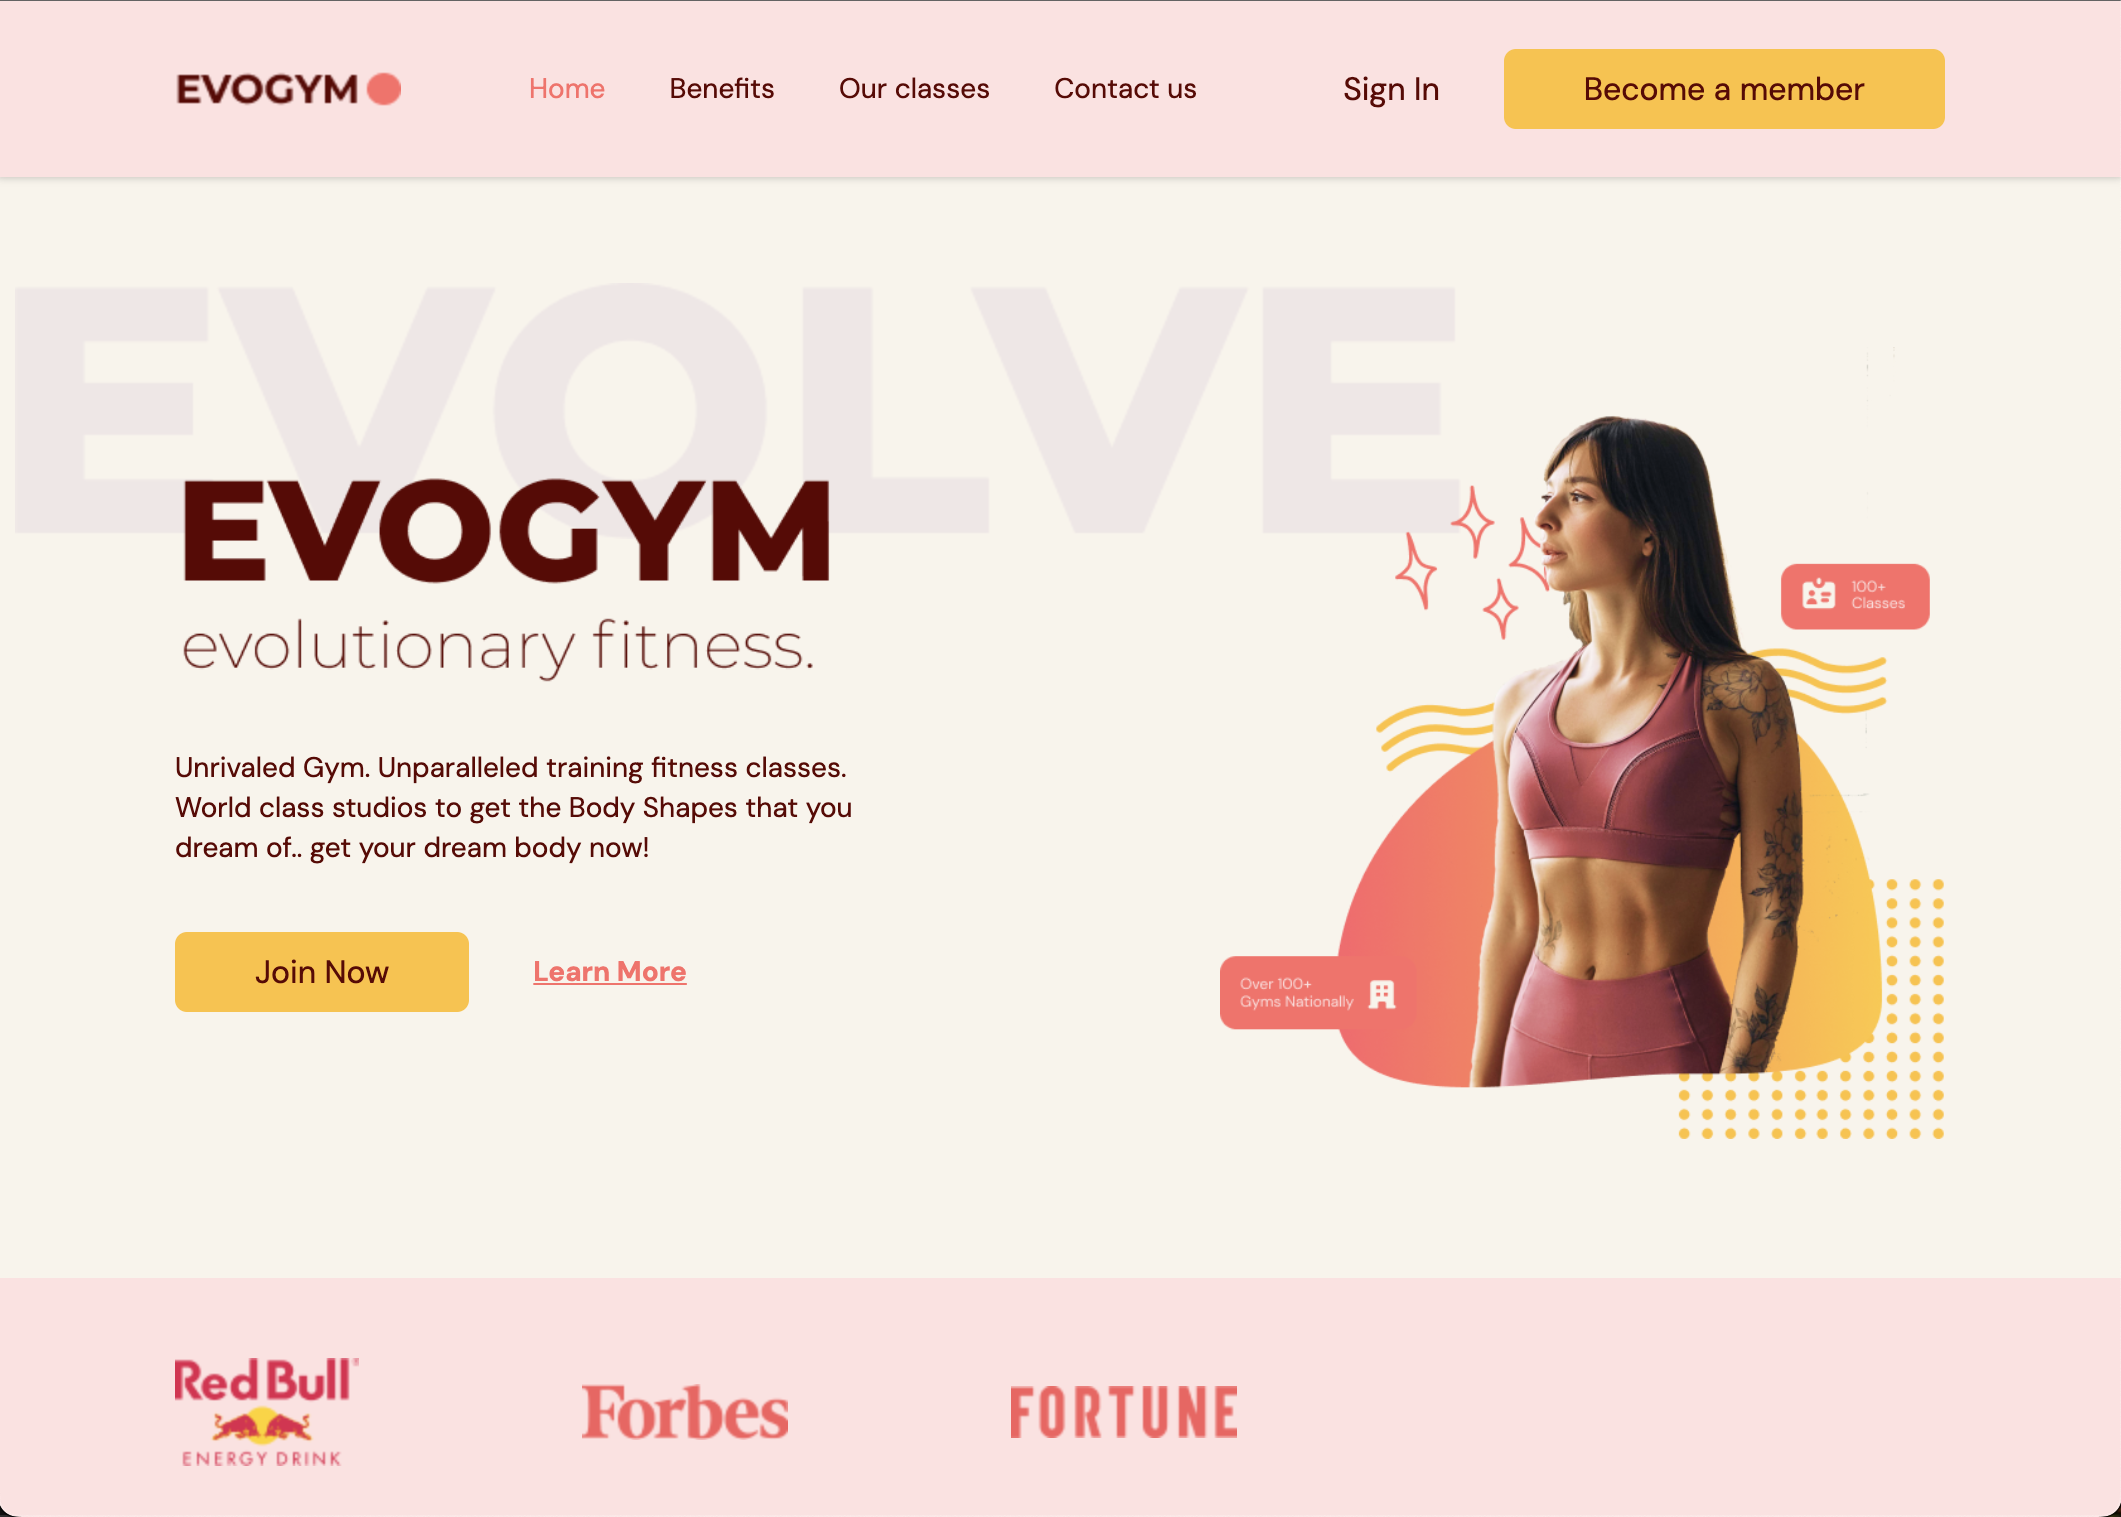 EVOGYM
Home
Benefits
Our classes
Contact us
Sign In
Become a member
EVOLVE
EVOGYM
evolutionary fitness.
Unrivaled Gym. Unparalleled training fitness classes.
World class studios to get the Body Shapes that you
dream of.. get your dream body now!
Join Now
Learn More
100+
Classes
Over 100+
Gyms Nationally
Red Bull
ENERGY DRINK
Forbes
FORTUNE